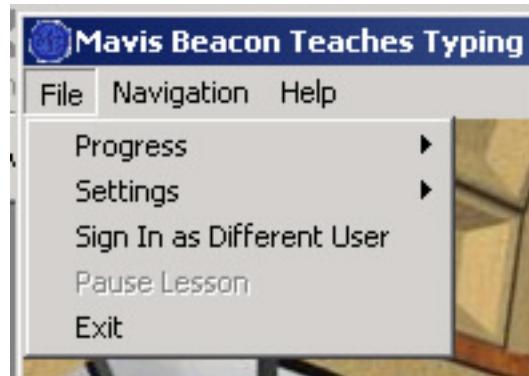 Mavis Beacon Teaches Typing
File Navigation Help
Progress
Settings
Sign In as Different User
Pause Lesson
Exit